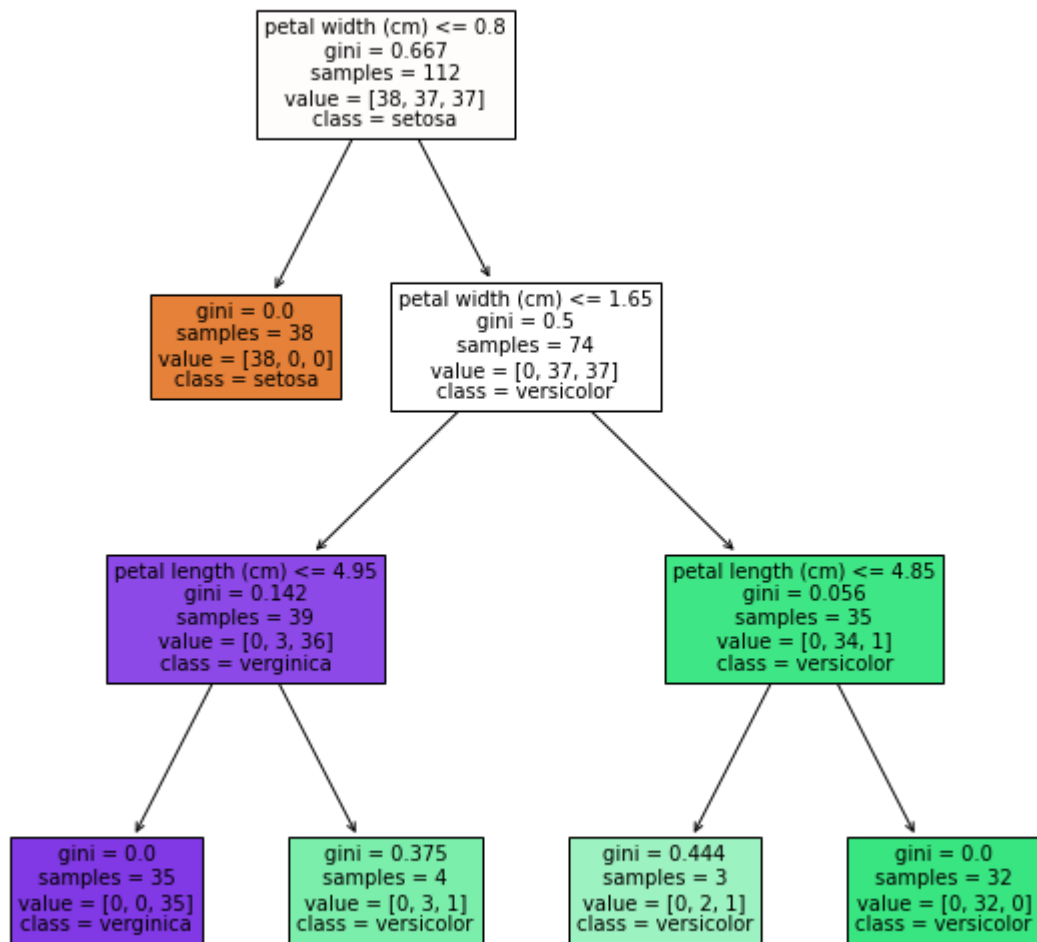 petal width (cm) <= 0.8
gini = 0.667
samples = 112
value = [38, 37, 37]
class = setosa
gini = 0.0
samples = 38
value = [38, 0, 0]
class = setosa
petal width (cm) <= 1.65
gini = 0.5
samples = 74
value = [0, 37, 37]
class = versicolor
petal length (cm) <= 4.95
gini = 0.142
samples = 39
value = [0, 3, 36]
class = verginica
petal length (cm) <= 4.85
gini = 0.056
samples = 35
value = [0, 34, 1]
class = versicolor
gini = 0.0
samples = 35
value = [0, 0, 35]
class = verginica
gini = 0.375
samples = 4
value = [0, 3, 1]
class = versicolor
gini = 0.444
samples = 3
value = [0, 2, 1]
class = versicolor
gini = 0.0
samples = 32
value = [0, 32, 0]
class = versicolor